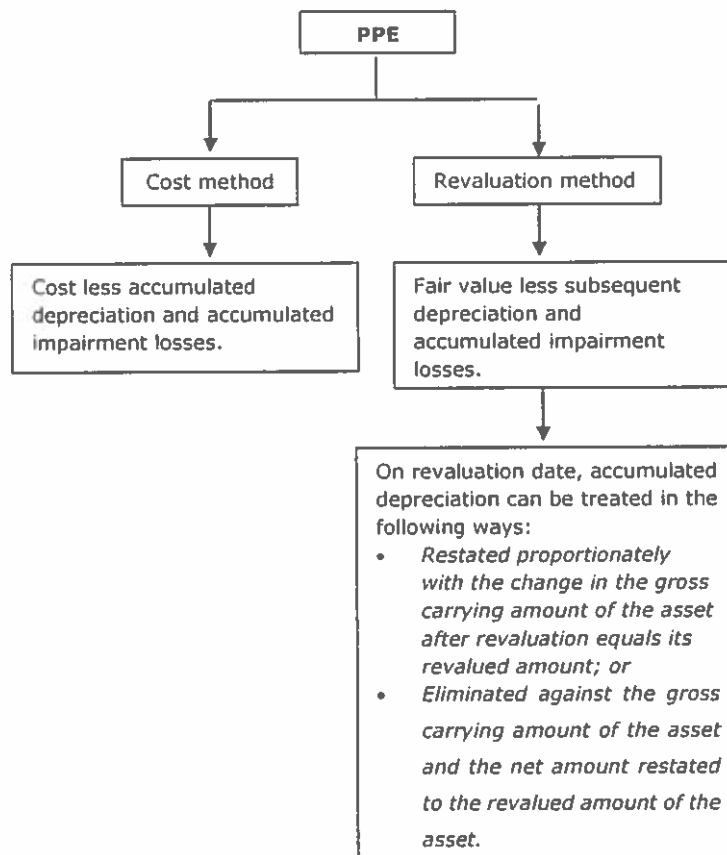 PPE
Cost method
Revaluation method
Cost less accumulated
depreciation and accumulated
impairment losses.
Fair value less subsequent
depreciation and
accumulated impairment
losses.
On revaluation date, accumulated
depreciation can be treated in the
following ways:
• Restated proportionately
with the change in the gross
carrying amount of the asset
after revaluation equals its
revalued amount; or
• Eliminated against the gross
carrying amount of the asset
and the net amount restated
to the revalued amount of the
asset.